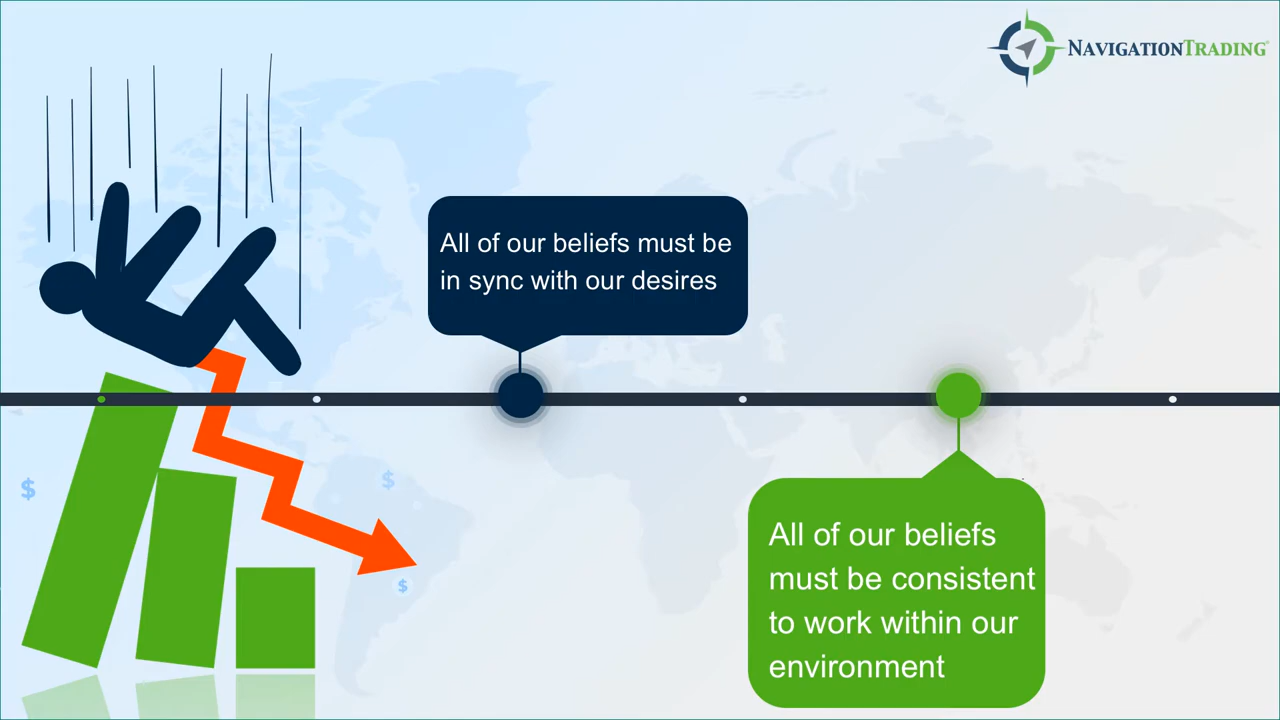 NAVIGATIONTRADING®
All of our beliefs must be
in sync with our desires
$
$
$
All of our beliefs
must be consistent
to work within our
environment